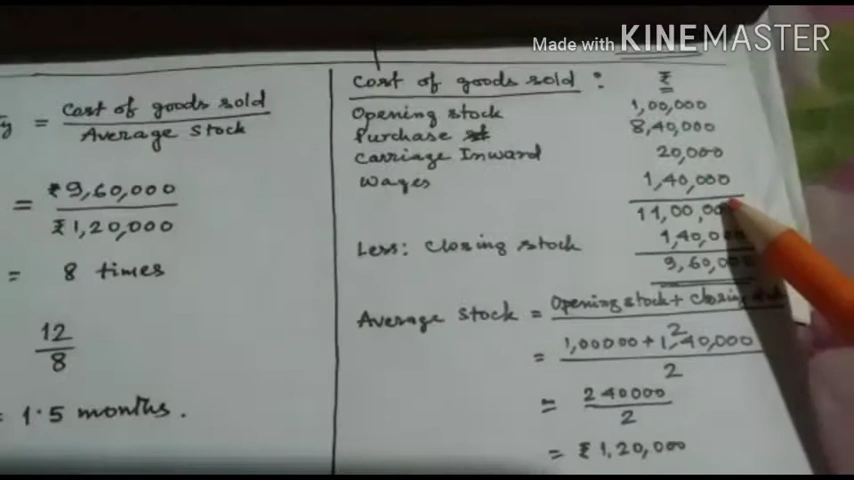 Made with KINEMASTER
= Cost of goods sold / Average Stock
= ₹9,60,000 / ₹1,20,000
= 8 times
12 / 8
= 1.5 months.
Cost of goods sold : ₹
Opening stock 1,00,000
Purchase 8,40,000
Carriage Inward 20,000
Wages 1,40,000
11,00,000
Less: Closing stock 1,40,000
9,60,000
Average stock = Opening stock + closing / 2
= 1,00000 + 1,40,000 / 2
= 240000 / 2
= ₹1,20,000